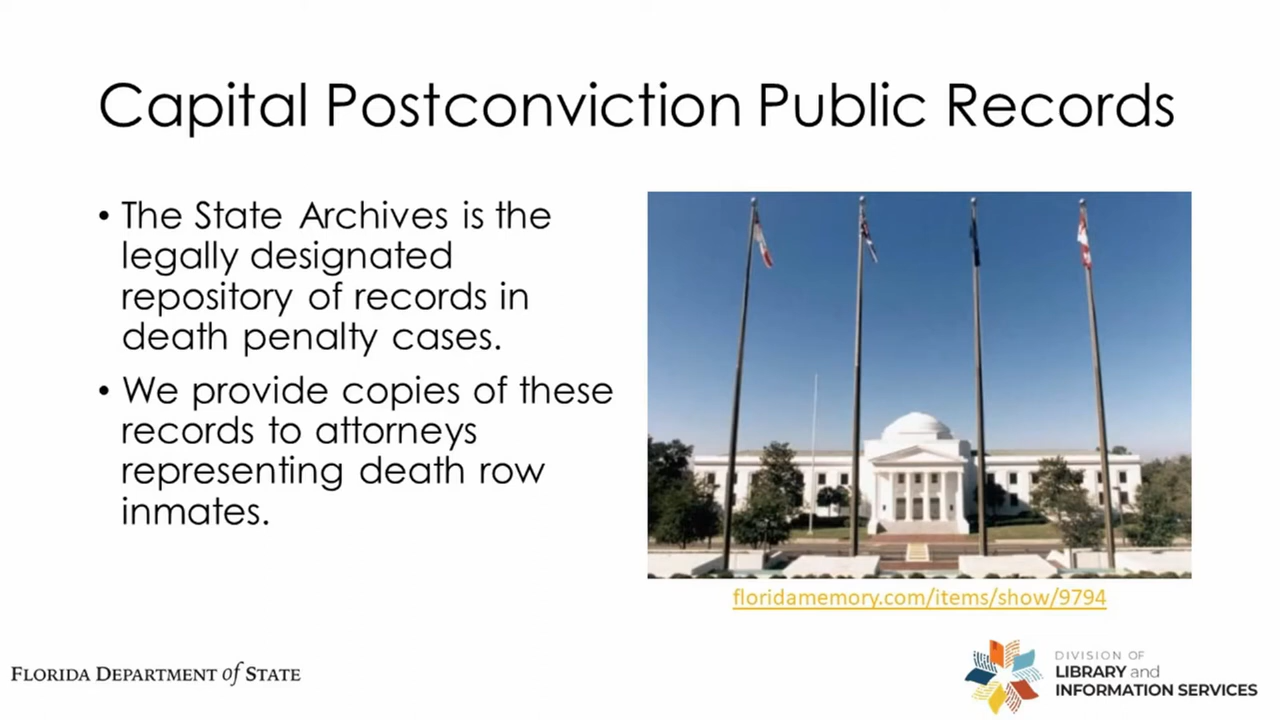 Capital Postconviction Public Records
• The State Archives is the
legally designated
repository of records in
death penalty cases.
• We provide copies of these
records to attorneys
representing death row
inmates.
floridamemory.com/items/show/9794
FLORIDA DEPARTMENT of STATE
DIVISION OF
LIBRARY and
INFORMATION SERVICES